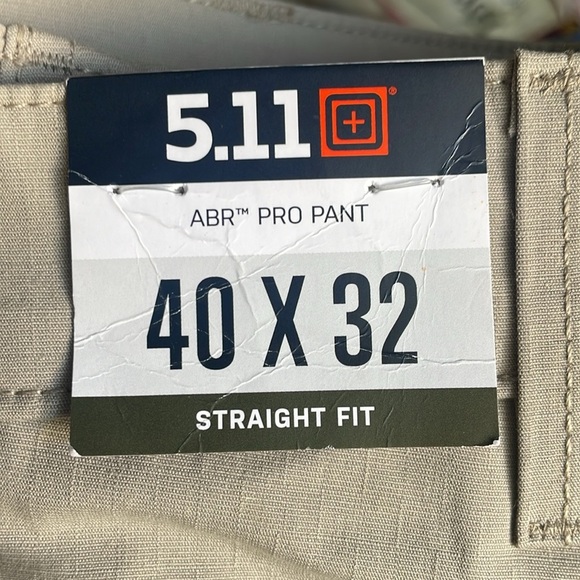 5.11®
ABR™ PRO PANT
40 X 32
STRAIGHT FIT